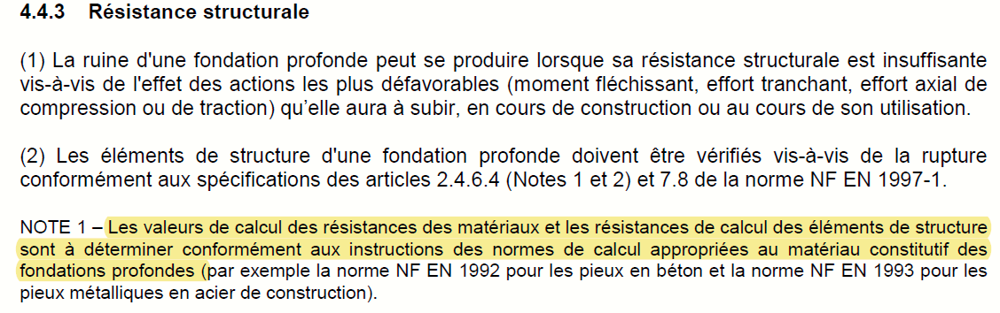 4.4.3 Résistance structurale
(1) La ruine d'une fondation profonde peut se produire lorsque sa résistance structurale est insuffisante
vis-à-vis de l'effet des actions les plus défavorables (moment fléchissant, effort tranchant, effort axial de
compression ou de traction) qu’elle aura à subir, en cours de construction ou au cours de son utilisation.
(2) Les éléments de structure d'une fondation profonde doivent être vérifiés vis-à-vis de la rupture
conformément aux spécifications des articles 2.4.6.4 (Notes 1 et 2) et 7.8 de la norme NF EN 1997-1.
NOTE 1 – Les valeurs de calcul des résistances des matériaux et les résistances de calcul des éléments de structure
sont à déterminer conformément aux instructions des normes de calcul appropriées au matériau constitutif des
fondations profondes (par exemple la norme NF EN 1992 pour les pieux en béton et la norme NF EN 1993 pour les
pieux métalliques en acier de construction).